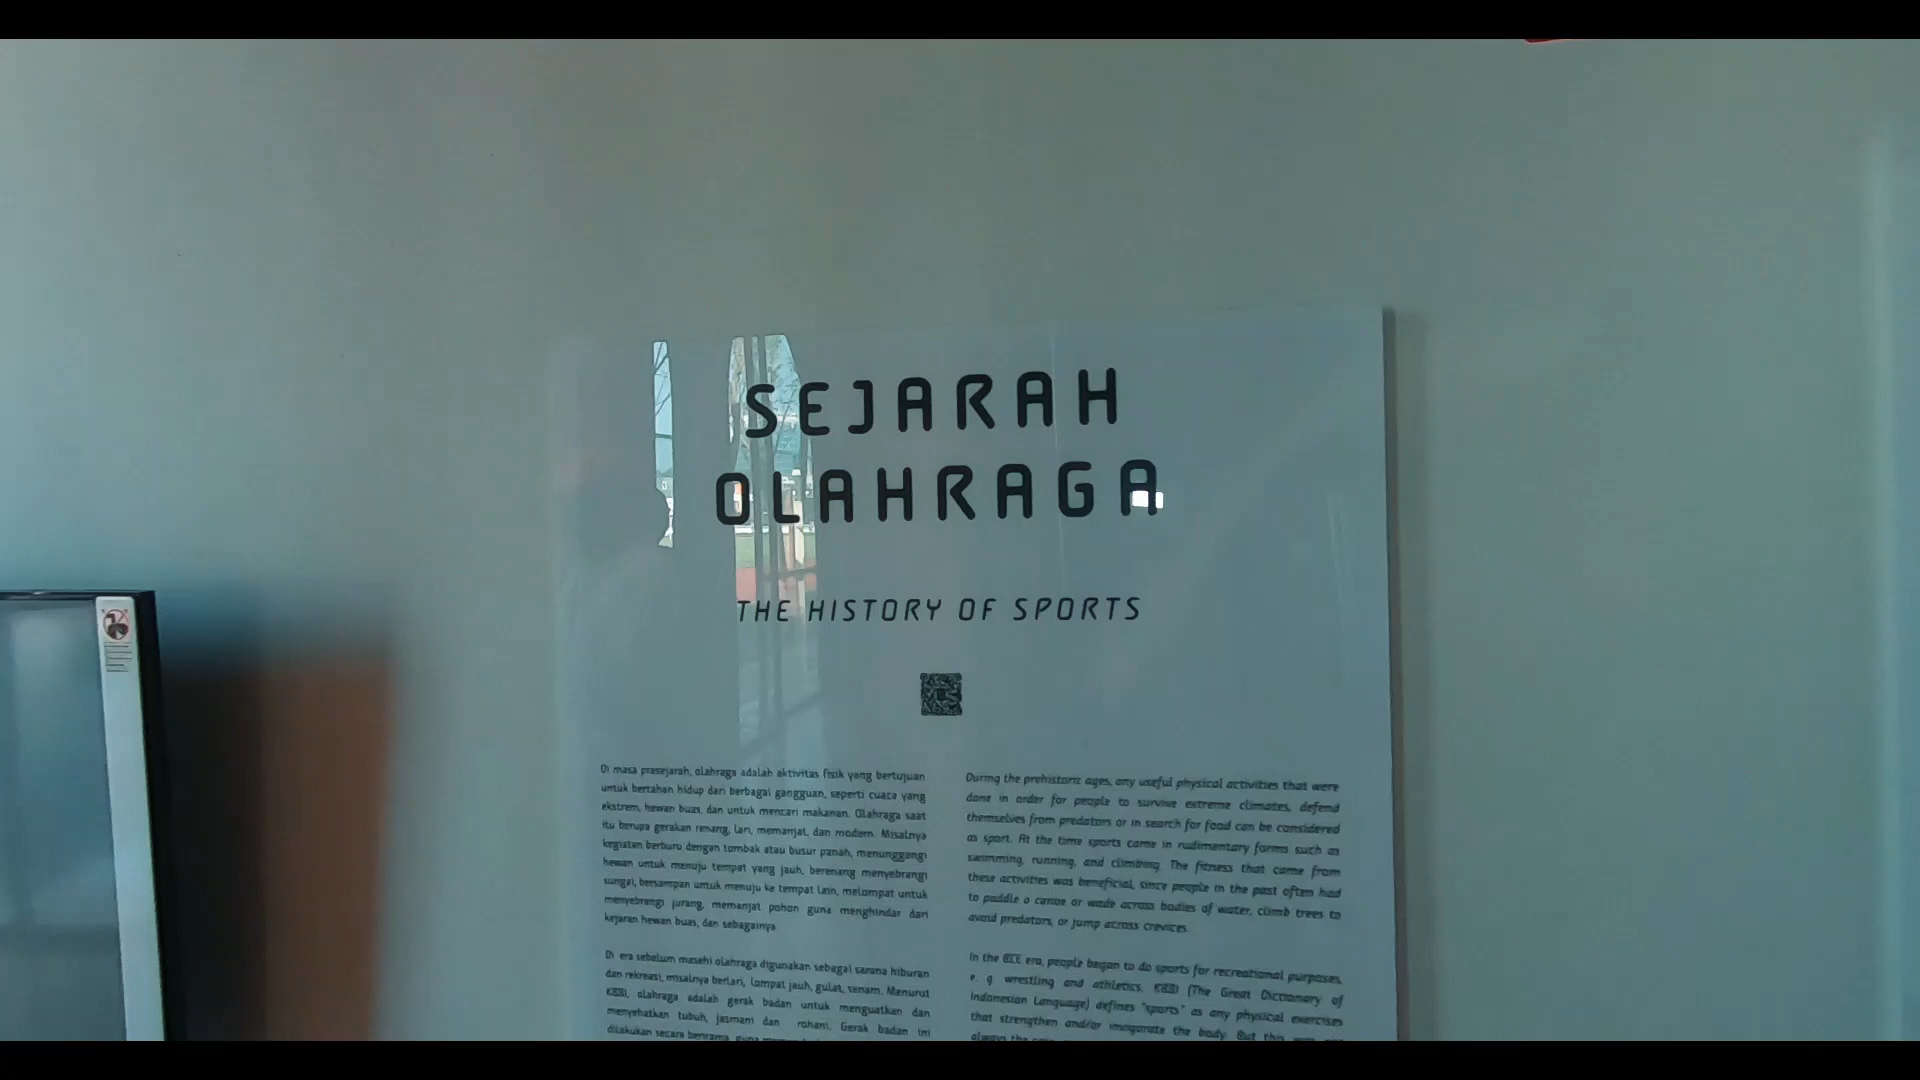 SEJARAH
OLAHRAGA
THE HISTORY OF SPORTS
Di masa prasejarah, olahraga adalah aktivitas fisik yang bertujuan
untuk bertahan hidup dari berbagai gangguan, seperti cuaca yang
ekstrem, hewan buas, dan untuk mencari makanan. Olahraga saat
itu berupa gerakan renang, lari, memanjat, dan modern. Misalnya
kegiatan berburu dengan tombak atau busur panah, menunggangi
hewan untuk menuju tempat yang jauh, berenang menyebrangi
sungai, bersampan untuk menuju ke tempat lain, melompat untuk
menyebrangi jurang, memanjat pohon guna menghindar dari
kejaran hewan buas, dan sebagainya.
Di era sebelum masehi olahraga digunakan sebagai sarana hiburan
dan rekreasi, misalnya berlari, lompat jauh, gulat, senam. Menurut
KBBI, olahraga adalah gerak badan untuk menguatkan dan
menyehatkan tubuh, jasmani dan rohani. Gerak badan ini
dilakukan secara berirama, guna
During the prehistoric ages, any useful physical activities that were
done in order for people to survive extreme climates, defend
themselves from predators or in search for food can be considered
as sport. At the time sports came in rudimentary forms such as
swimming, running, and climbing. The fitness that came from
these activities was beneficial, since people in the past often had
to paddle a canoe or wade across bodies of water, climb trees to
avoid predators, or jump across crevices.
In the BCE era, people began to do sports for recreational purposes,
e. g. wrestling and athletics. KBBI (The Great Dictionary of
Indonesian Language) defines "sports" as any physical exercises
that strengthen and/or invigorate the body. But this was
always the